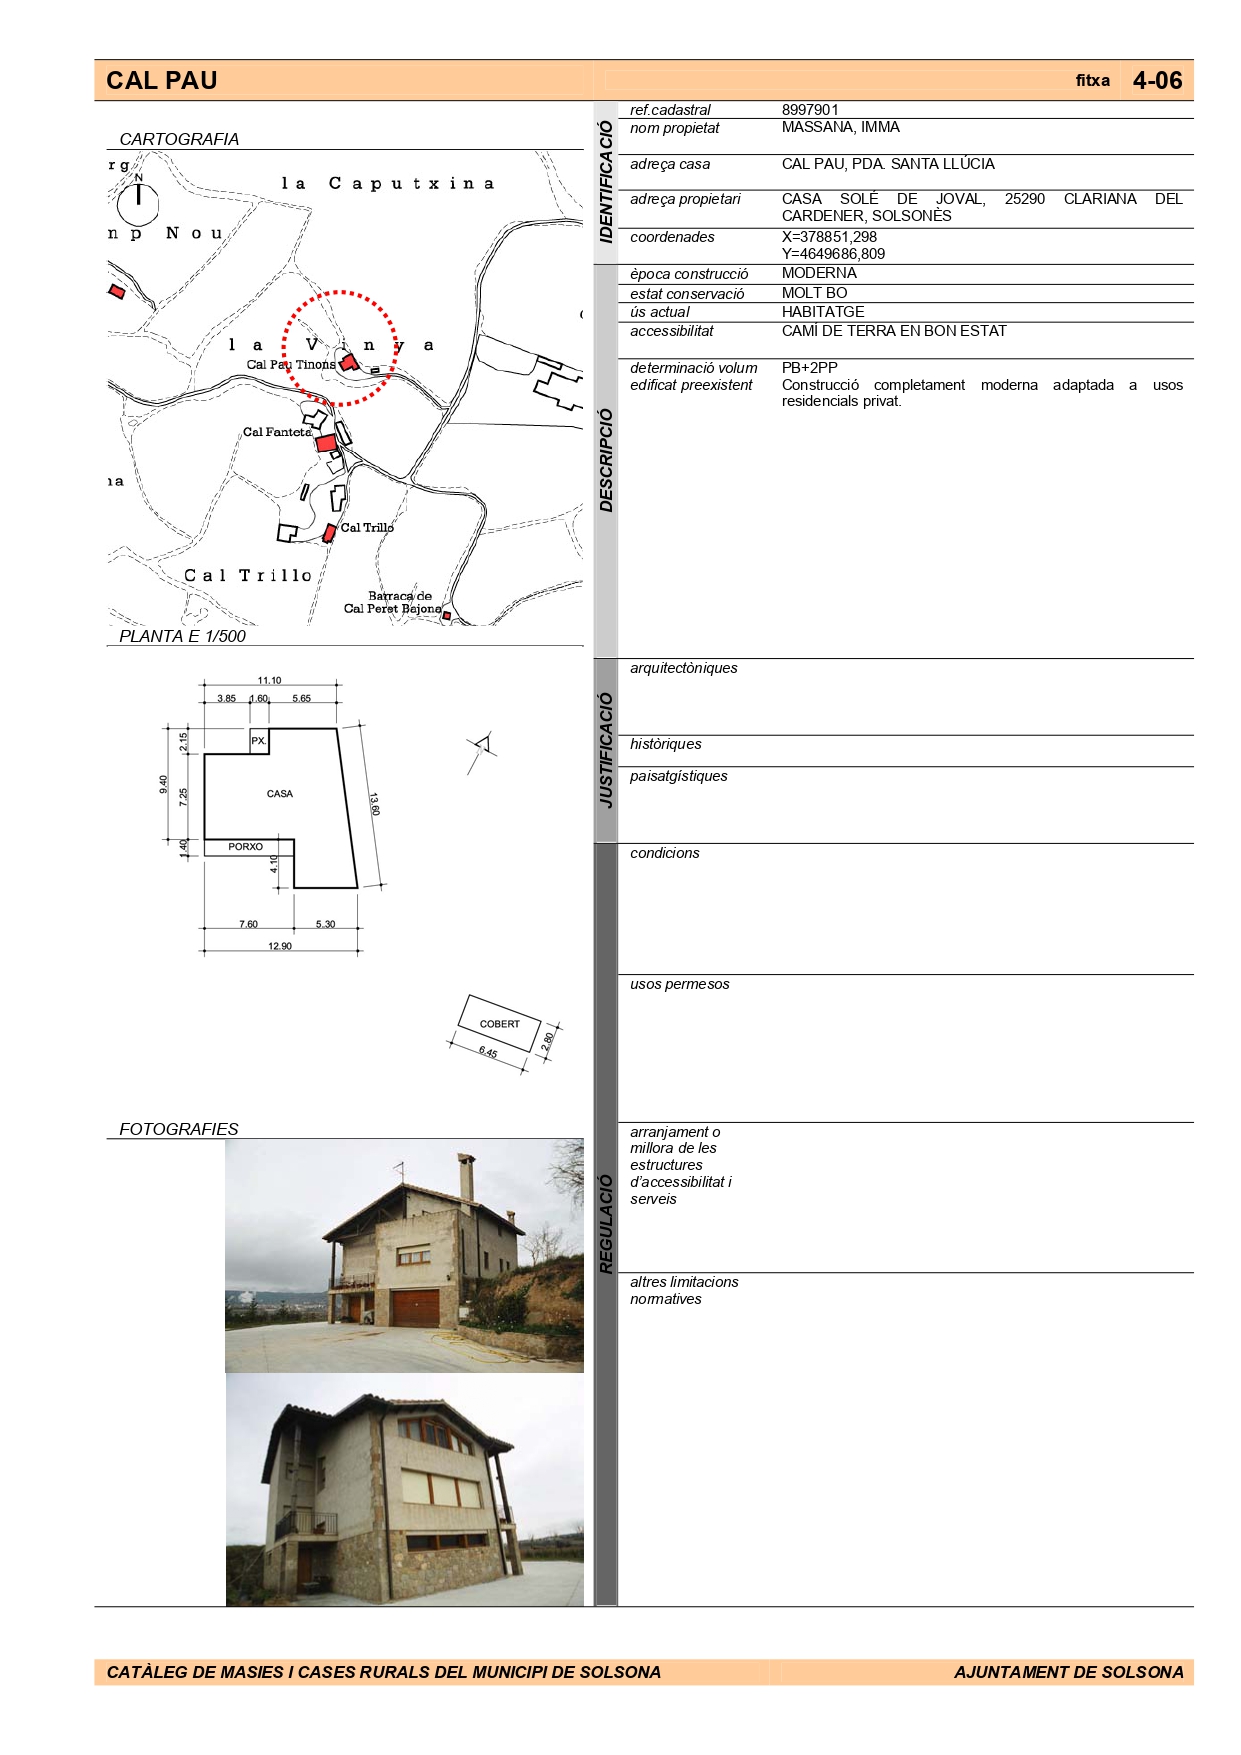 CAL PAU
fitxa 4-06
CARTOGRAFIA
rg
N
la Caputxina
np Nou
la Vinya
Cal Pau Tinons
Cal Fanteta
na
Cal Trillo
Cal Trillo
Barraca de
Cal Peret Bajona
PLANTA E 1/500
11.10
3.85 1.60 5.65
2.15
PX.
9.40
7.25
CASA
13.60
1.40
PORXO
4.10
7.60 5.30
12.90
COBERT
6.45
2.80
FOTOGRAFIES
IDENTIFICACIÓ
ref.cadastral 8997901
nom propietat MASSANA, IMMA
adreça casa CAL PAU, PDA. SANTA LLÚCIA
adreça propietari CASA SOLÉ DE JOVAL, 25290 CLARIANA DEL
CARDENER, SOLSONÈS
coordenades X=378851,298
Y=4649686,809
DESCRIPCIÓ
època construcció MODERNA
estat conservació MOLT BO
ús actual HABITATGE
accessibilitat CAMÍ DE TERRA EN BON ESTAT
determinació volum PB+2PP
edificat preexistent Construcció completament moderna adaptada a usos
residencials privat.
JUSTIFICACIÓ
arquitectòniques
històriques
paisatgístiques
REGULACIÓ
condicions
usos permesos
arranjament o
millora de les
estructures
d'accessibilitat i
serveis
altres limitacions
normatives
CATÀLEG DE MASIES I CASES RURALS DEL MUNICIPI DE SOLSONA
AJUNTAMENT DE SOLSONA